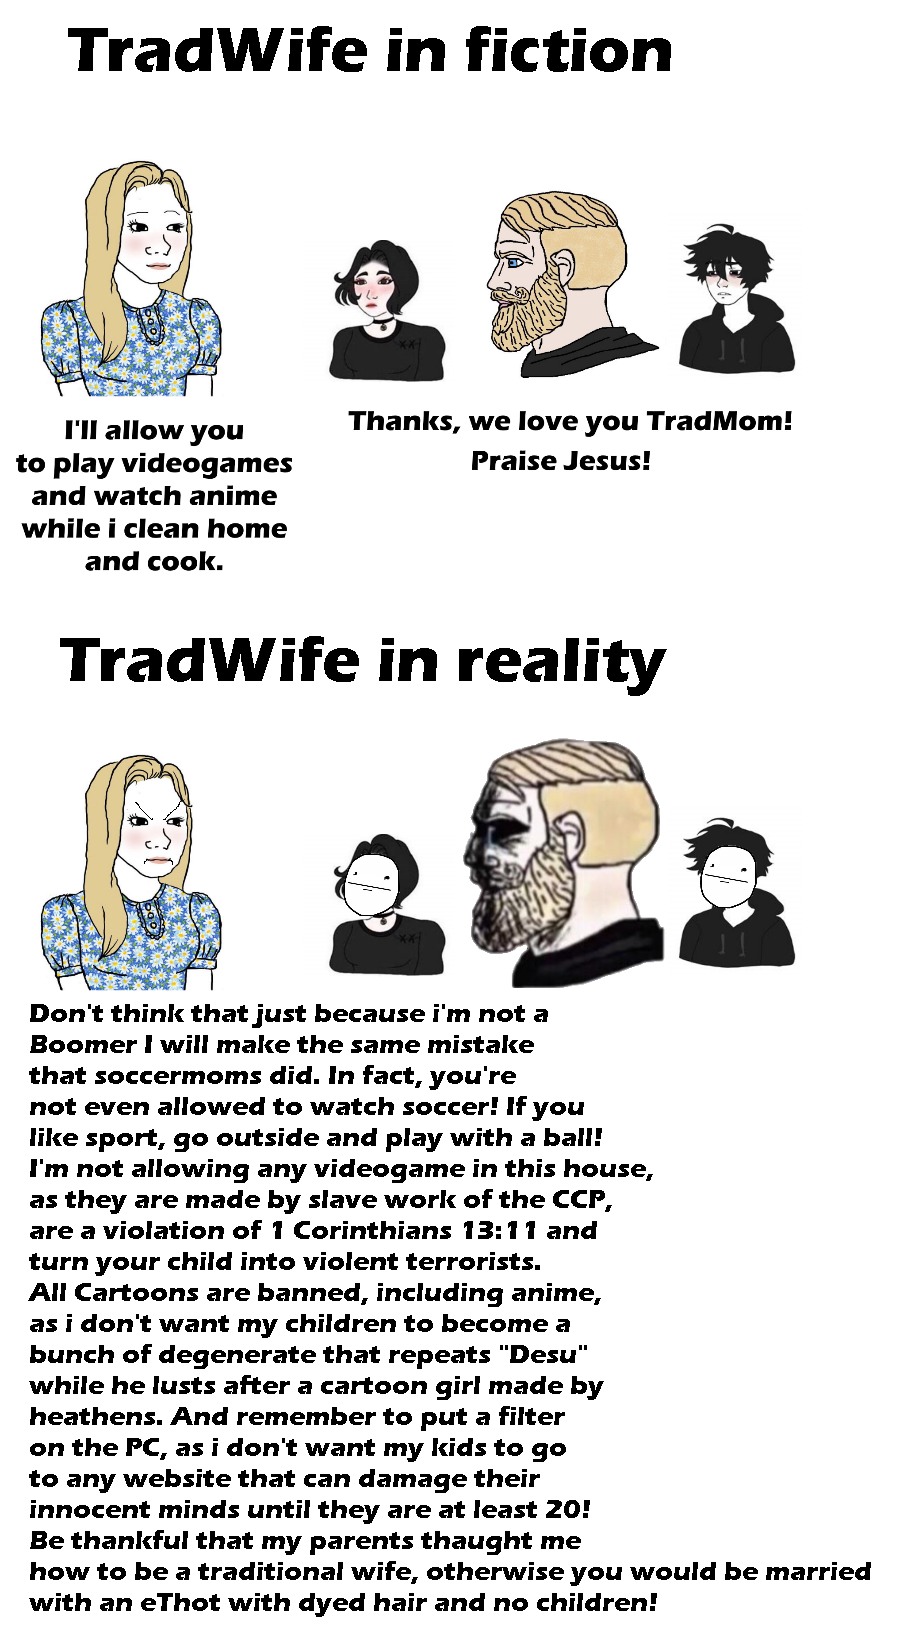 TradWife in fiction
I'll allow you
to play videogames
and watch anime
while i clean home
and cook.
Thanks, we love you TradMom!
Praise Jesus!
TradWife in reality
Don't think that just because i'm not a
Boomer I will make the same mistake
that soccermoms did. In fact, you're
not even allowed to watch soccer! If you
like sport, go outside and play with a ball!
I'm not allowing any videogame in this house,
as they are made by slave work of the CCP,
are a violation of 1 Corinthians 13:11 and
turn your child into violent terrorists.
All Cartoons are banned, including anime,
as i don't want my children to become a
bunch of degenerate that repeats "Desu"
while he lusts after a cartoon girl made by
heathens. And remember to put a filter
on the PC, as i don't want my kids to go
to any website that can damage their
innocent minds until they are at least 20!
Be thankful that my parents thaught me
how to be a traditional wife, otherwise you would be married
with an eThot with dyed hair and no children!